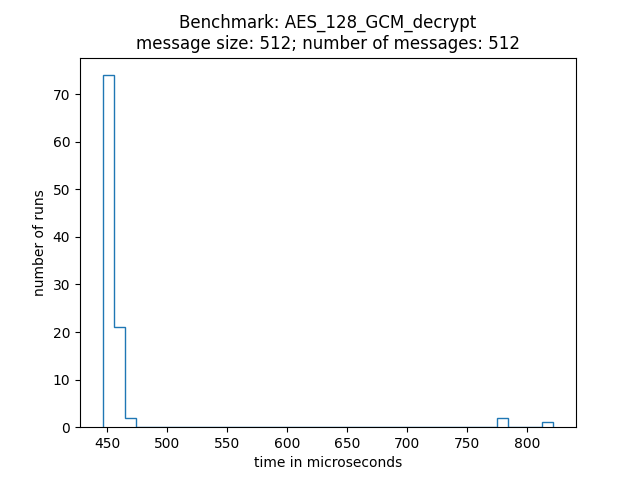 Benchmark: AES_128_GCM_decrypt
message size: 512; number of messages: 512
number of runs
70
60
50
40
30
20
10
0
450 500 550 600 650 700 750 800
time in microseconds